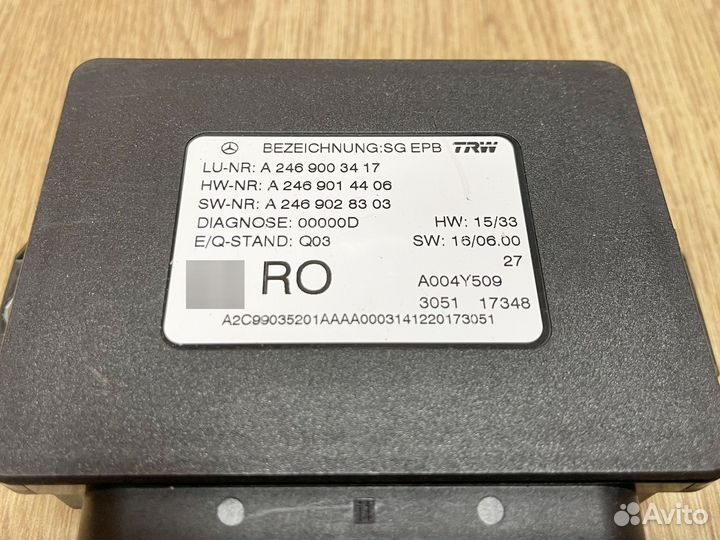 BEZEICHNUNG:SG EPB TRW
LU-NR: A 246 900 34 17
HW-NR: A 246 901 44 06
SW-NR: A 246 902 83 03
DIAGNOSE: 00000D HW: 15/33
E/Q-STAND: Q03 SW: 16/06.00
27
RO A004Y509
3051 17348
A2C99035201AAAA0003141220173051
Avito